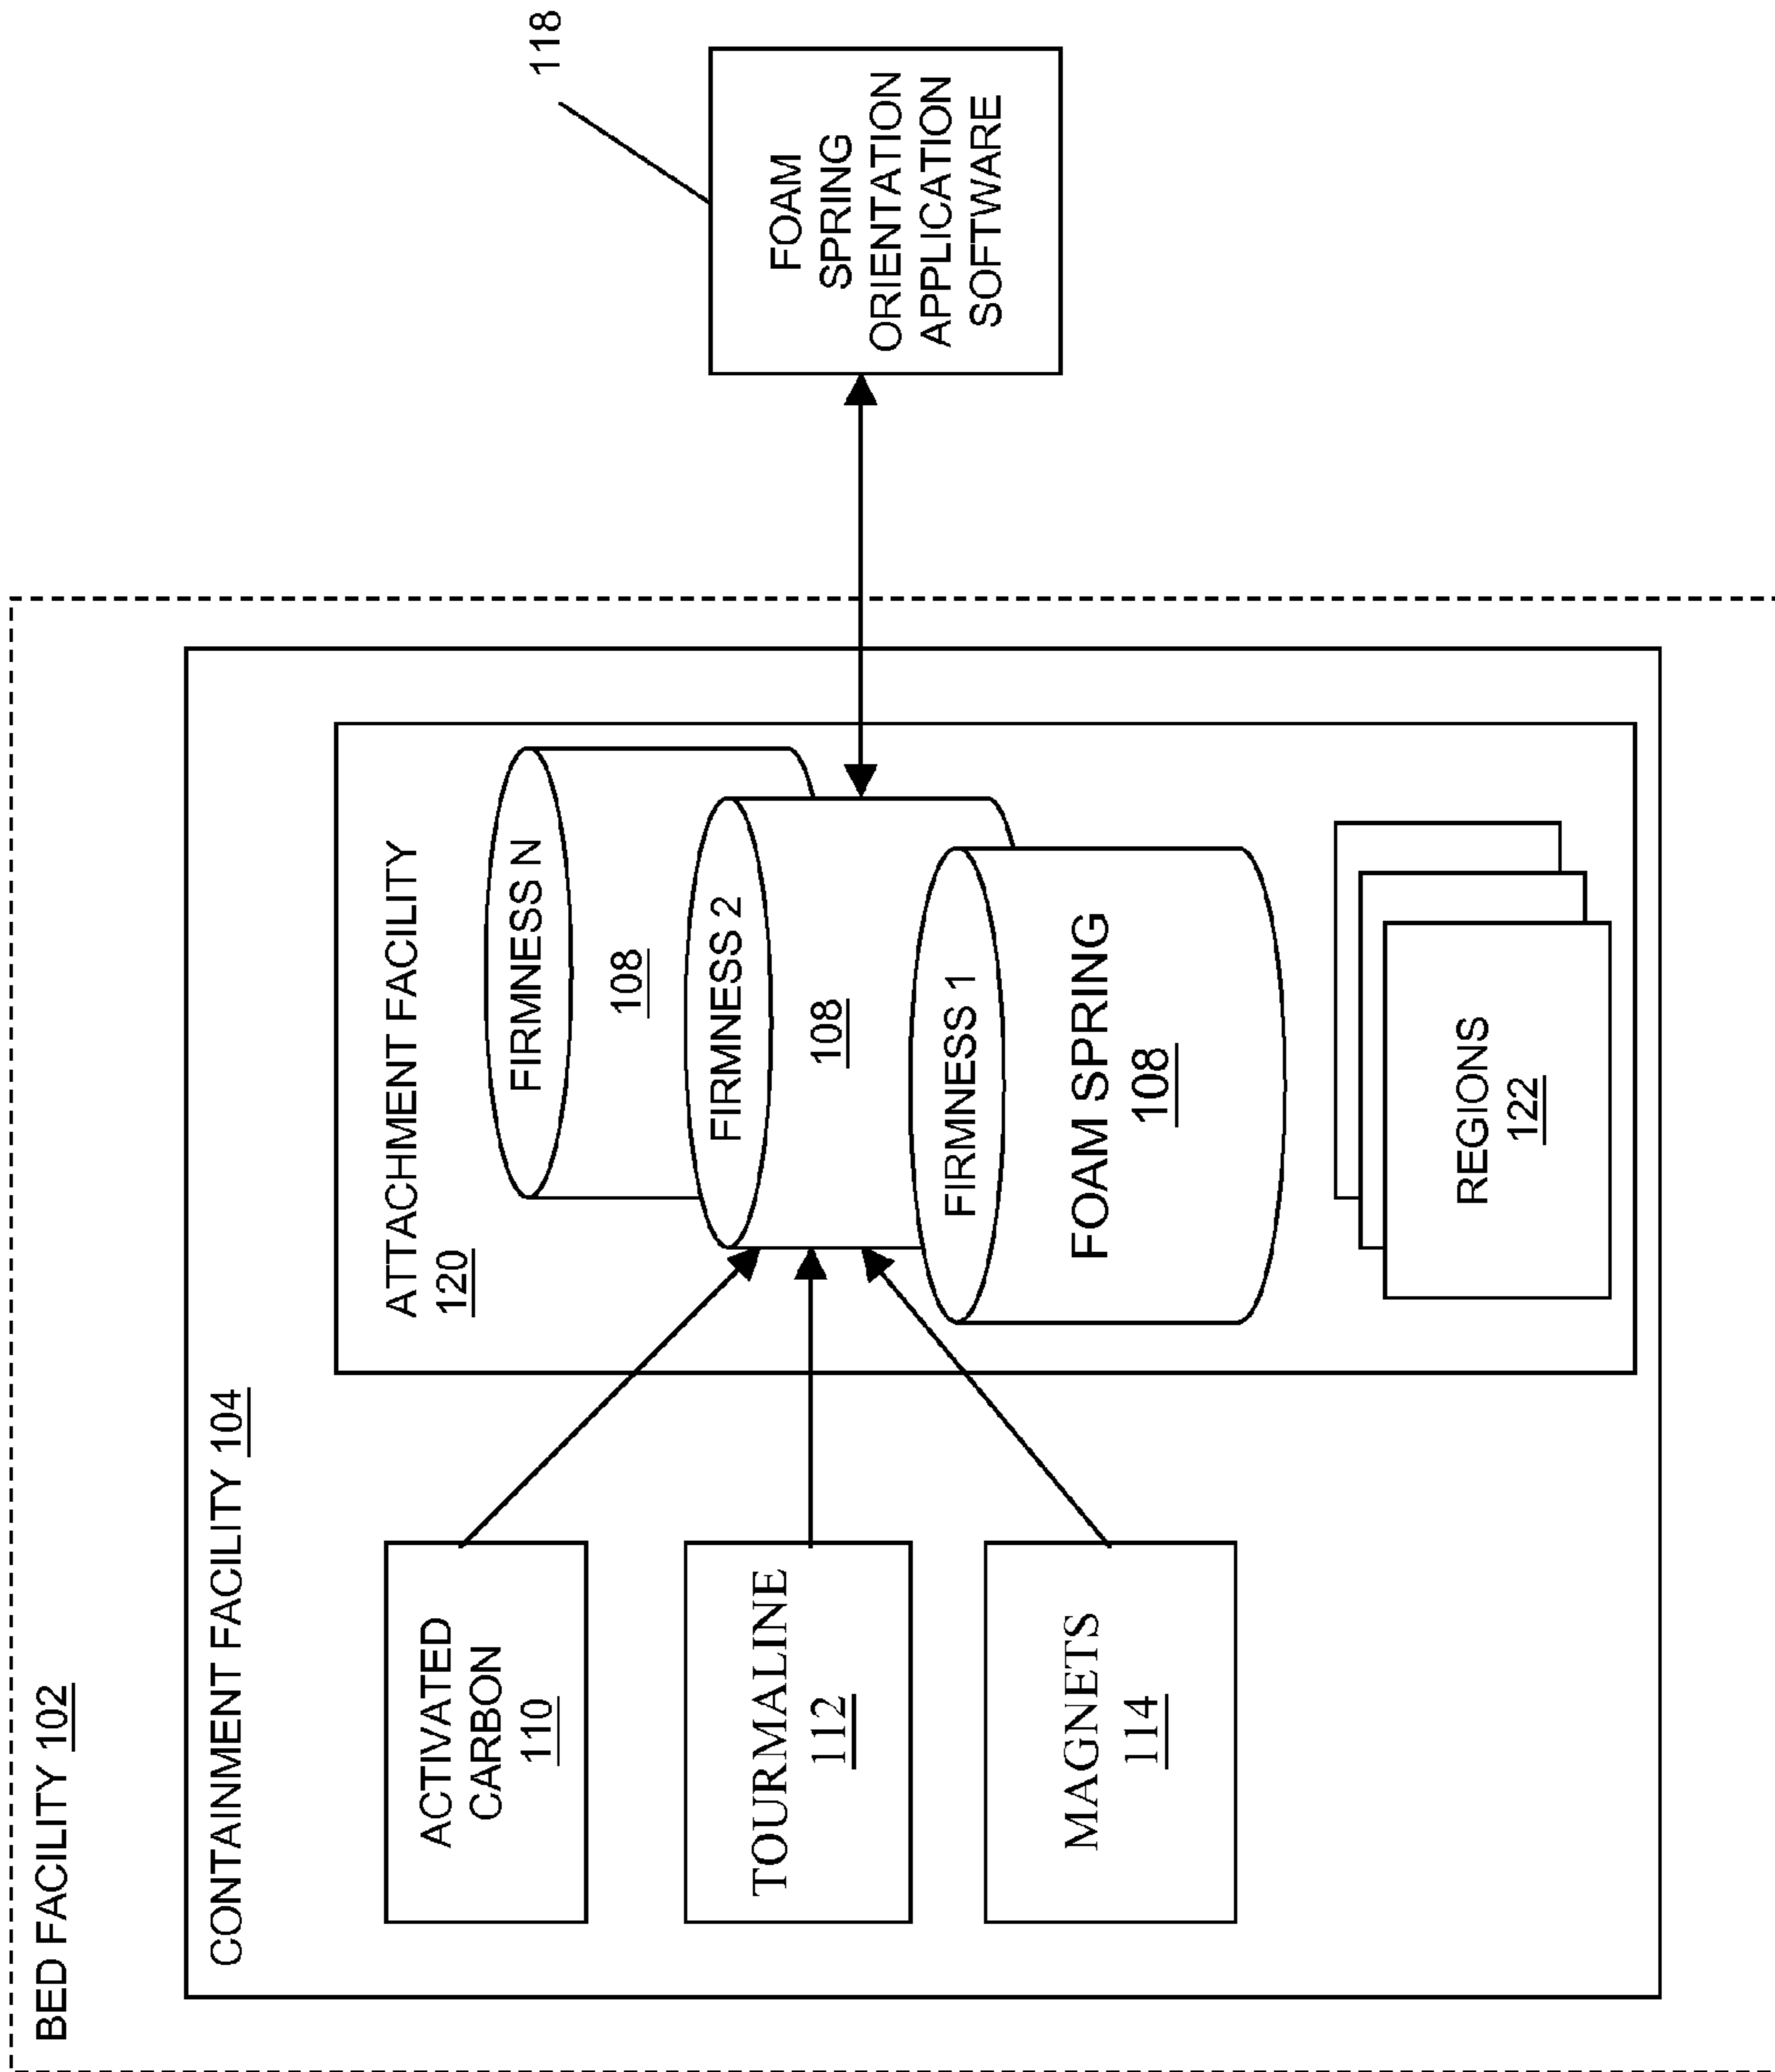 BED FACILITY 102
CONTAINMENT FACILITY 104
ACTIVATED
CARBON
110
TOURMALINE
112
MAGNETS
114
ATTACHMENT FACILITY
120
FIRMNESS N
108
FIRMNESS 2
108
FIRMNESS 1
FOAM SPRING
108
REGIONS
122
118
FOAM
SPRING
ORIENTATION
APPLICATION
SOFTWARE